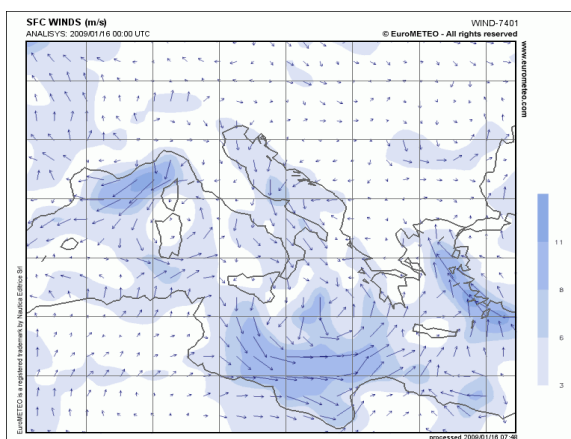 SFC WINDS (m/s)
WIND-7401
ANALISYS: 2009/01/16 00:00 UTC
© EuroMETEO - All rights reserved
www.eurometeo.com
11
8
6
3
EuroMETEO is a registered trademark by Nautica Editrice Srl
processed 2009/01/16 07:48